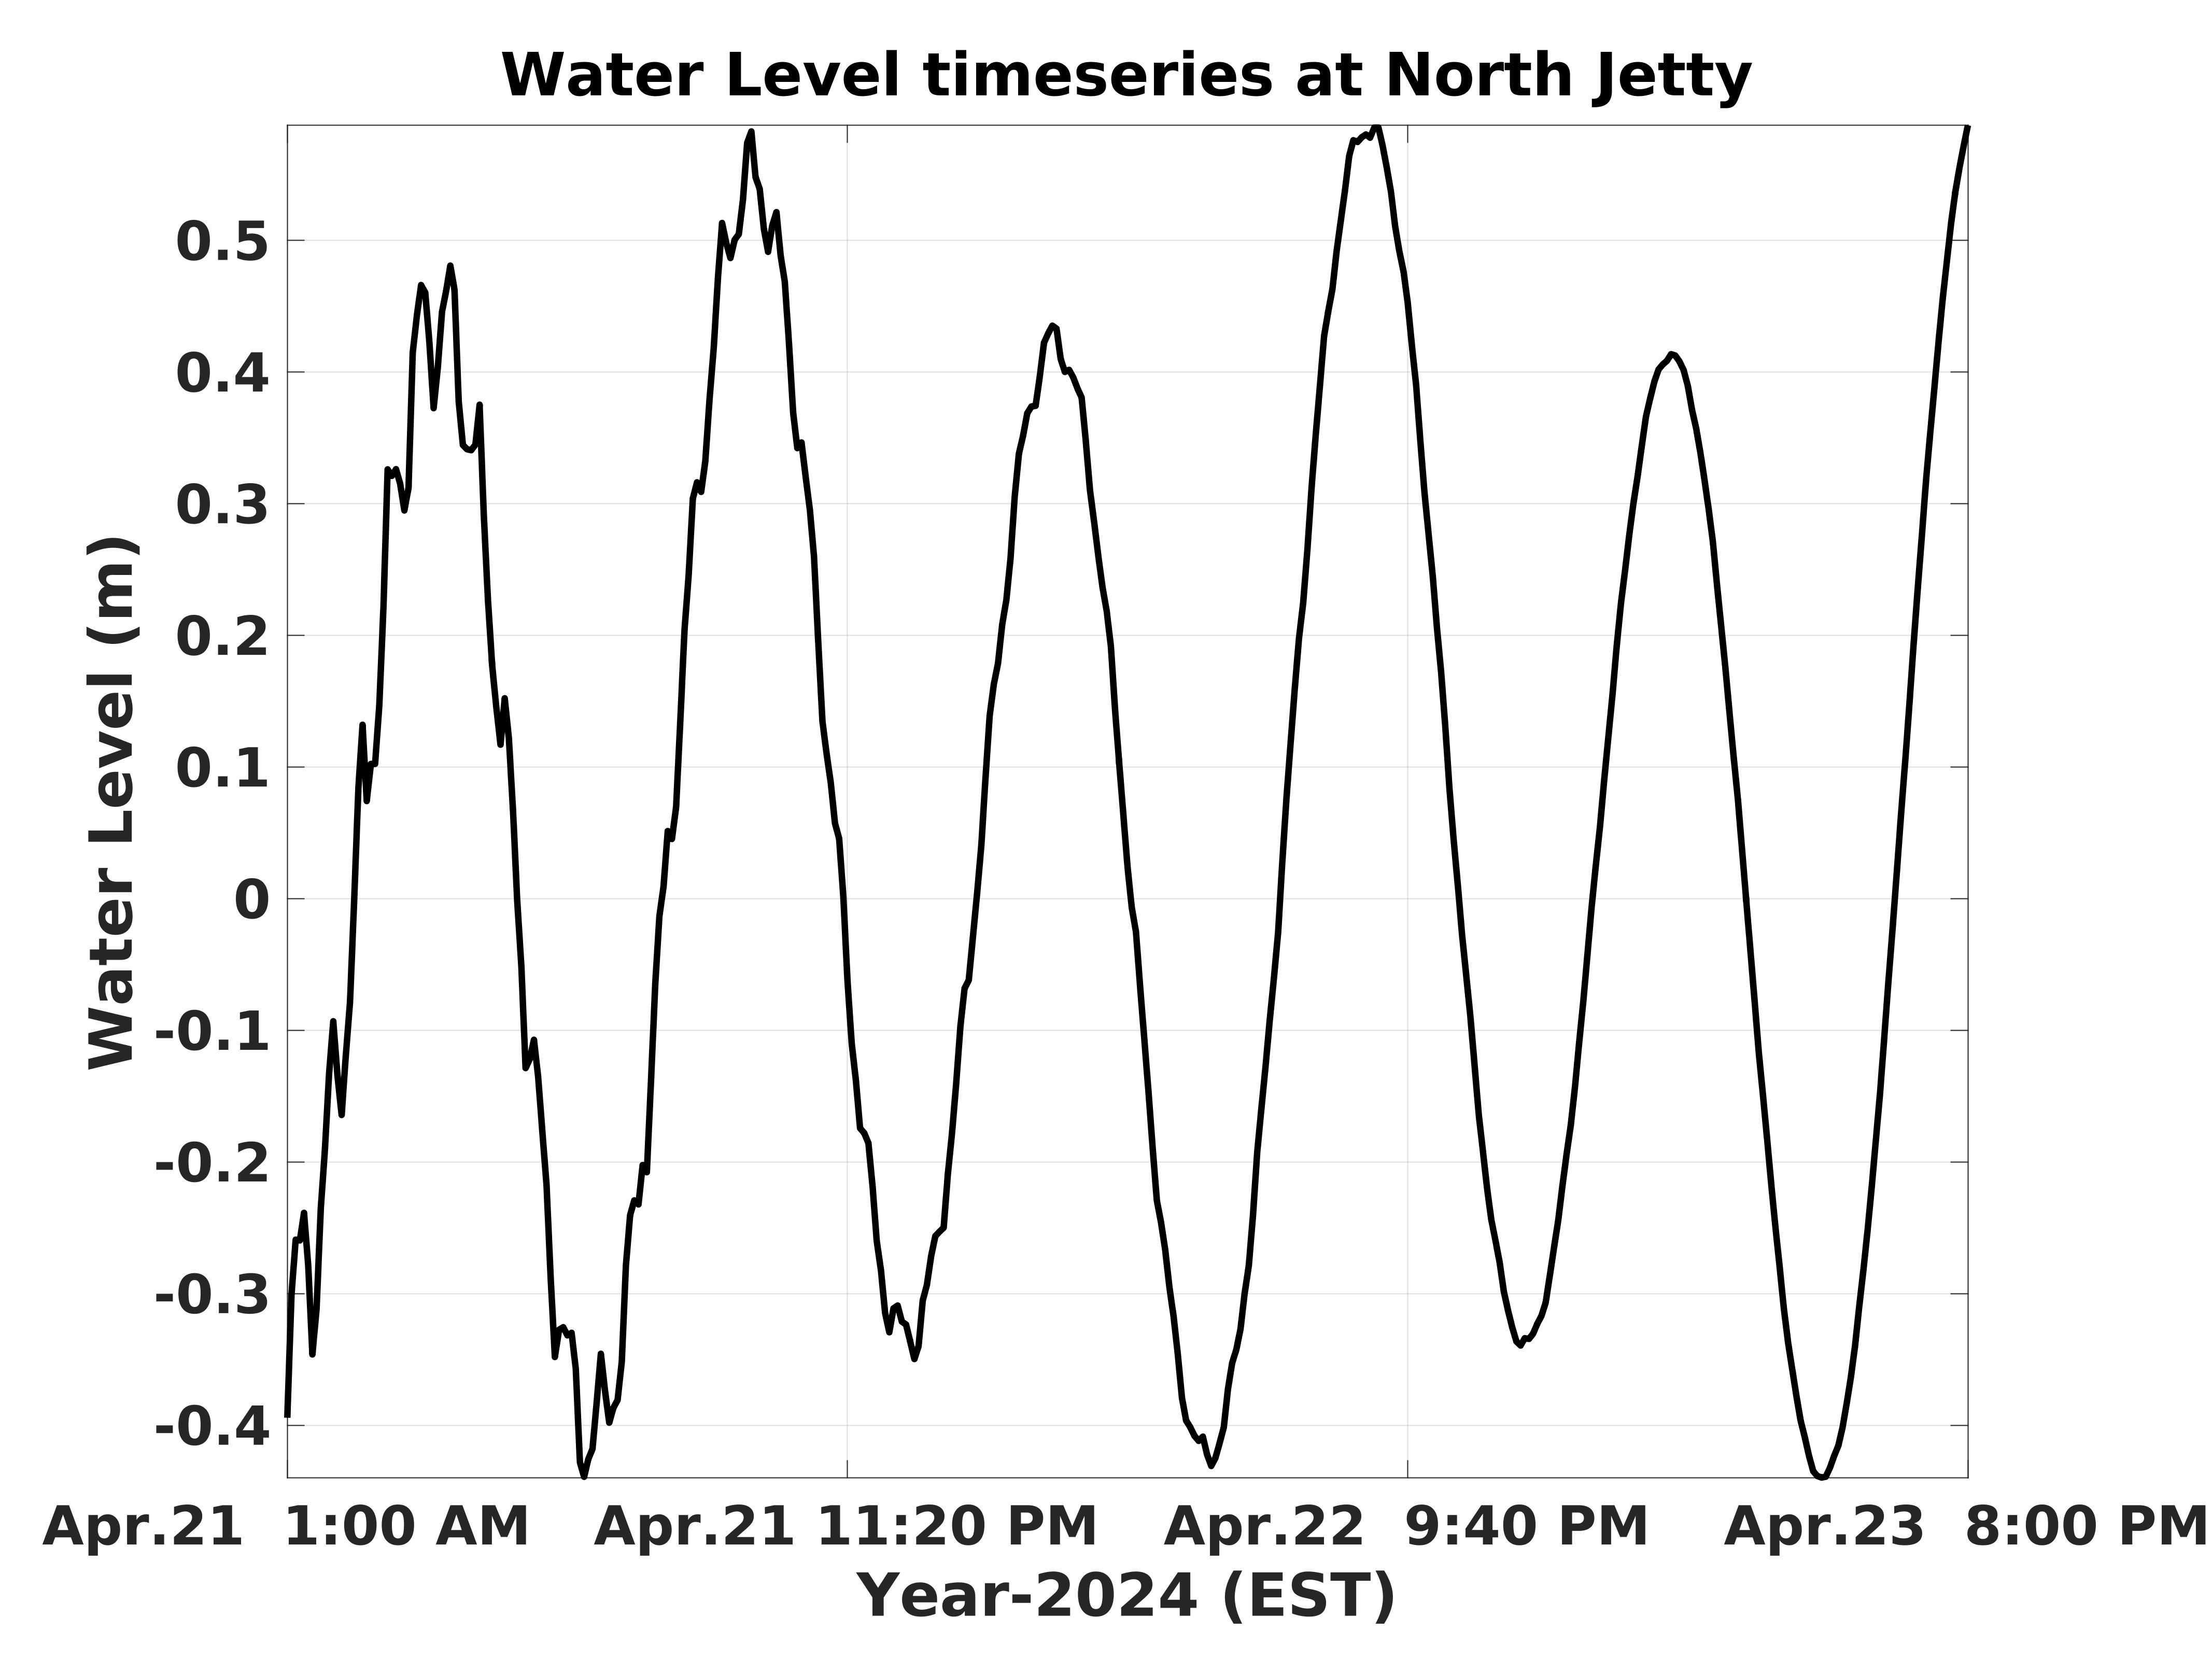 Water Level timeseries at North Jetty
Water Level (m)
0.5
0.4
0.3
0.2
0.1
0
-0.1
-0.2
-0.3
-0.4
Apr.21 1:00 AM Apr.21 11:20 PM Apr.22 9:40 PM Apr.23 8:00 PM
Year-2024 (EST)